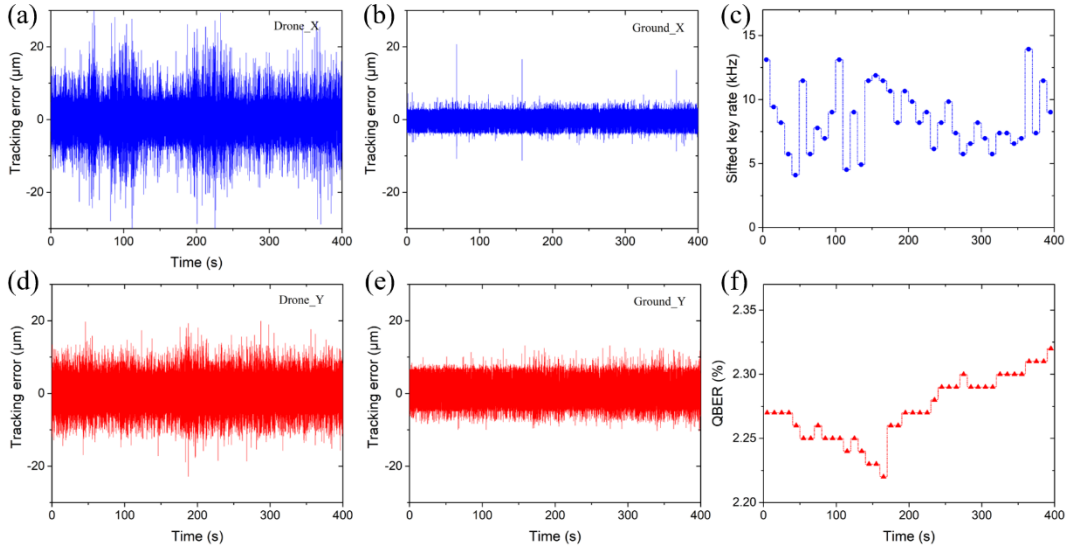 (a)
Drone_X
Tracking error (μm)
20
0
-20
0
100
200
300
400
Time (s)
(b)
Ground_X
Tracking error (μm)
20
0
-20
0
100
200
300
400
Time (s)
(c)
Sifted key rate (kHz)
15
10
5
0
0
100
200
300
400
Time (s)
(d)
Drone_Y
Tracking error (μm)
20
0
-20
0
100
200
300
400
Time (s)
(e)
Ground_Y
Tracking error (μm)
20
0
-20
0
100
200
300
400
Time (s)
(f)
QBER (%)
2.35
2.30
2.25
2.20
0
100
200
300
400
Time (s)